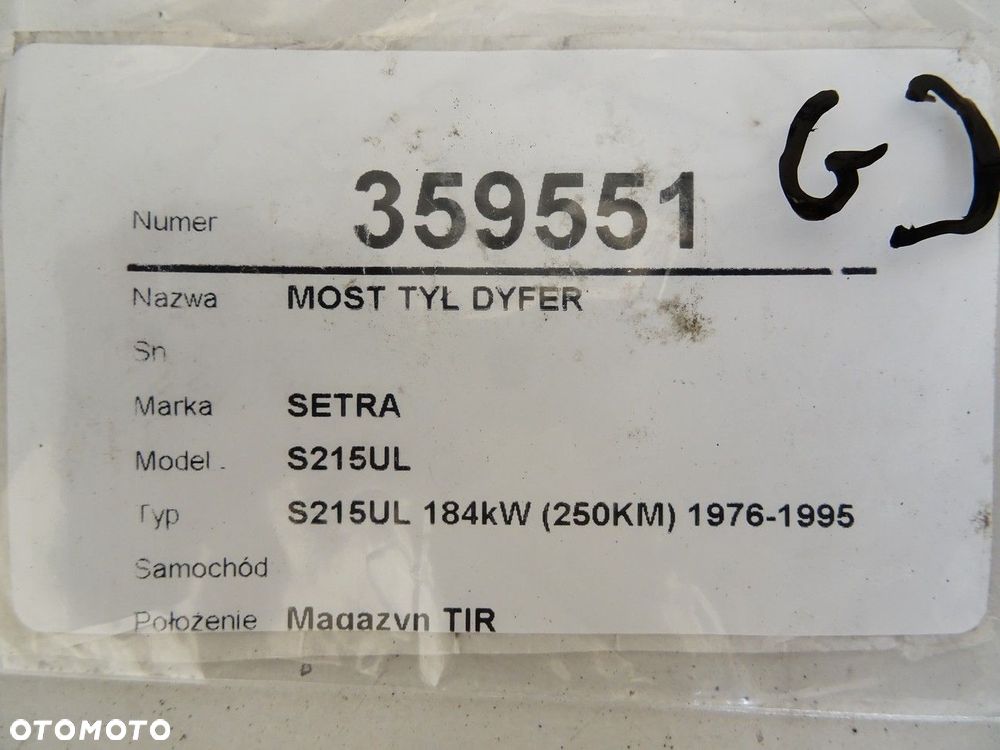 Numer 359551
Nazwa MOST TYŁ DYFER
Sn
Marka SETRA
Model . S215UL
Typ S215UL 184kW (250KM) 1976-1995
Samochód
Położenie Magazyn TIR
OTOMOTO